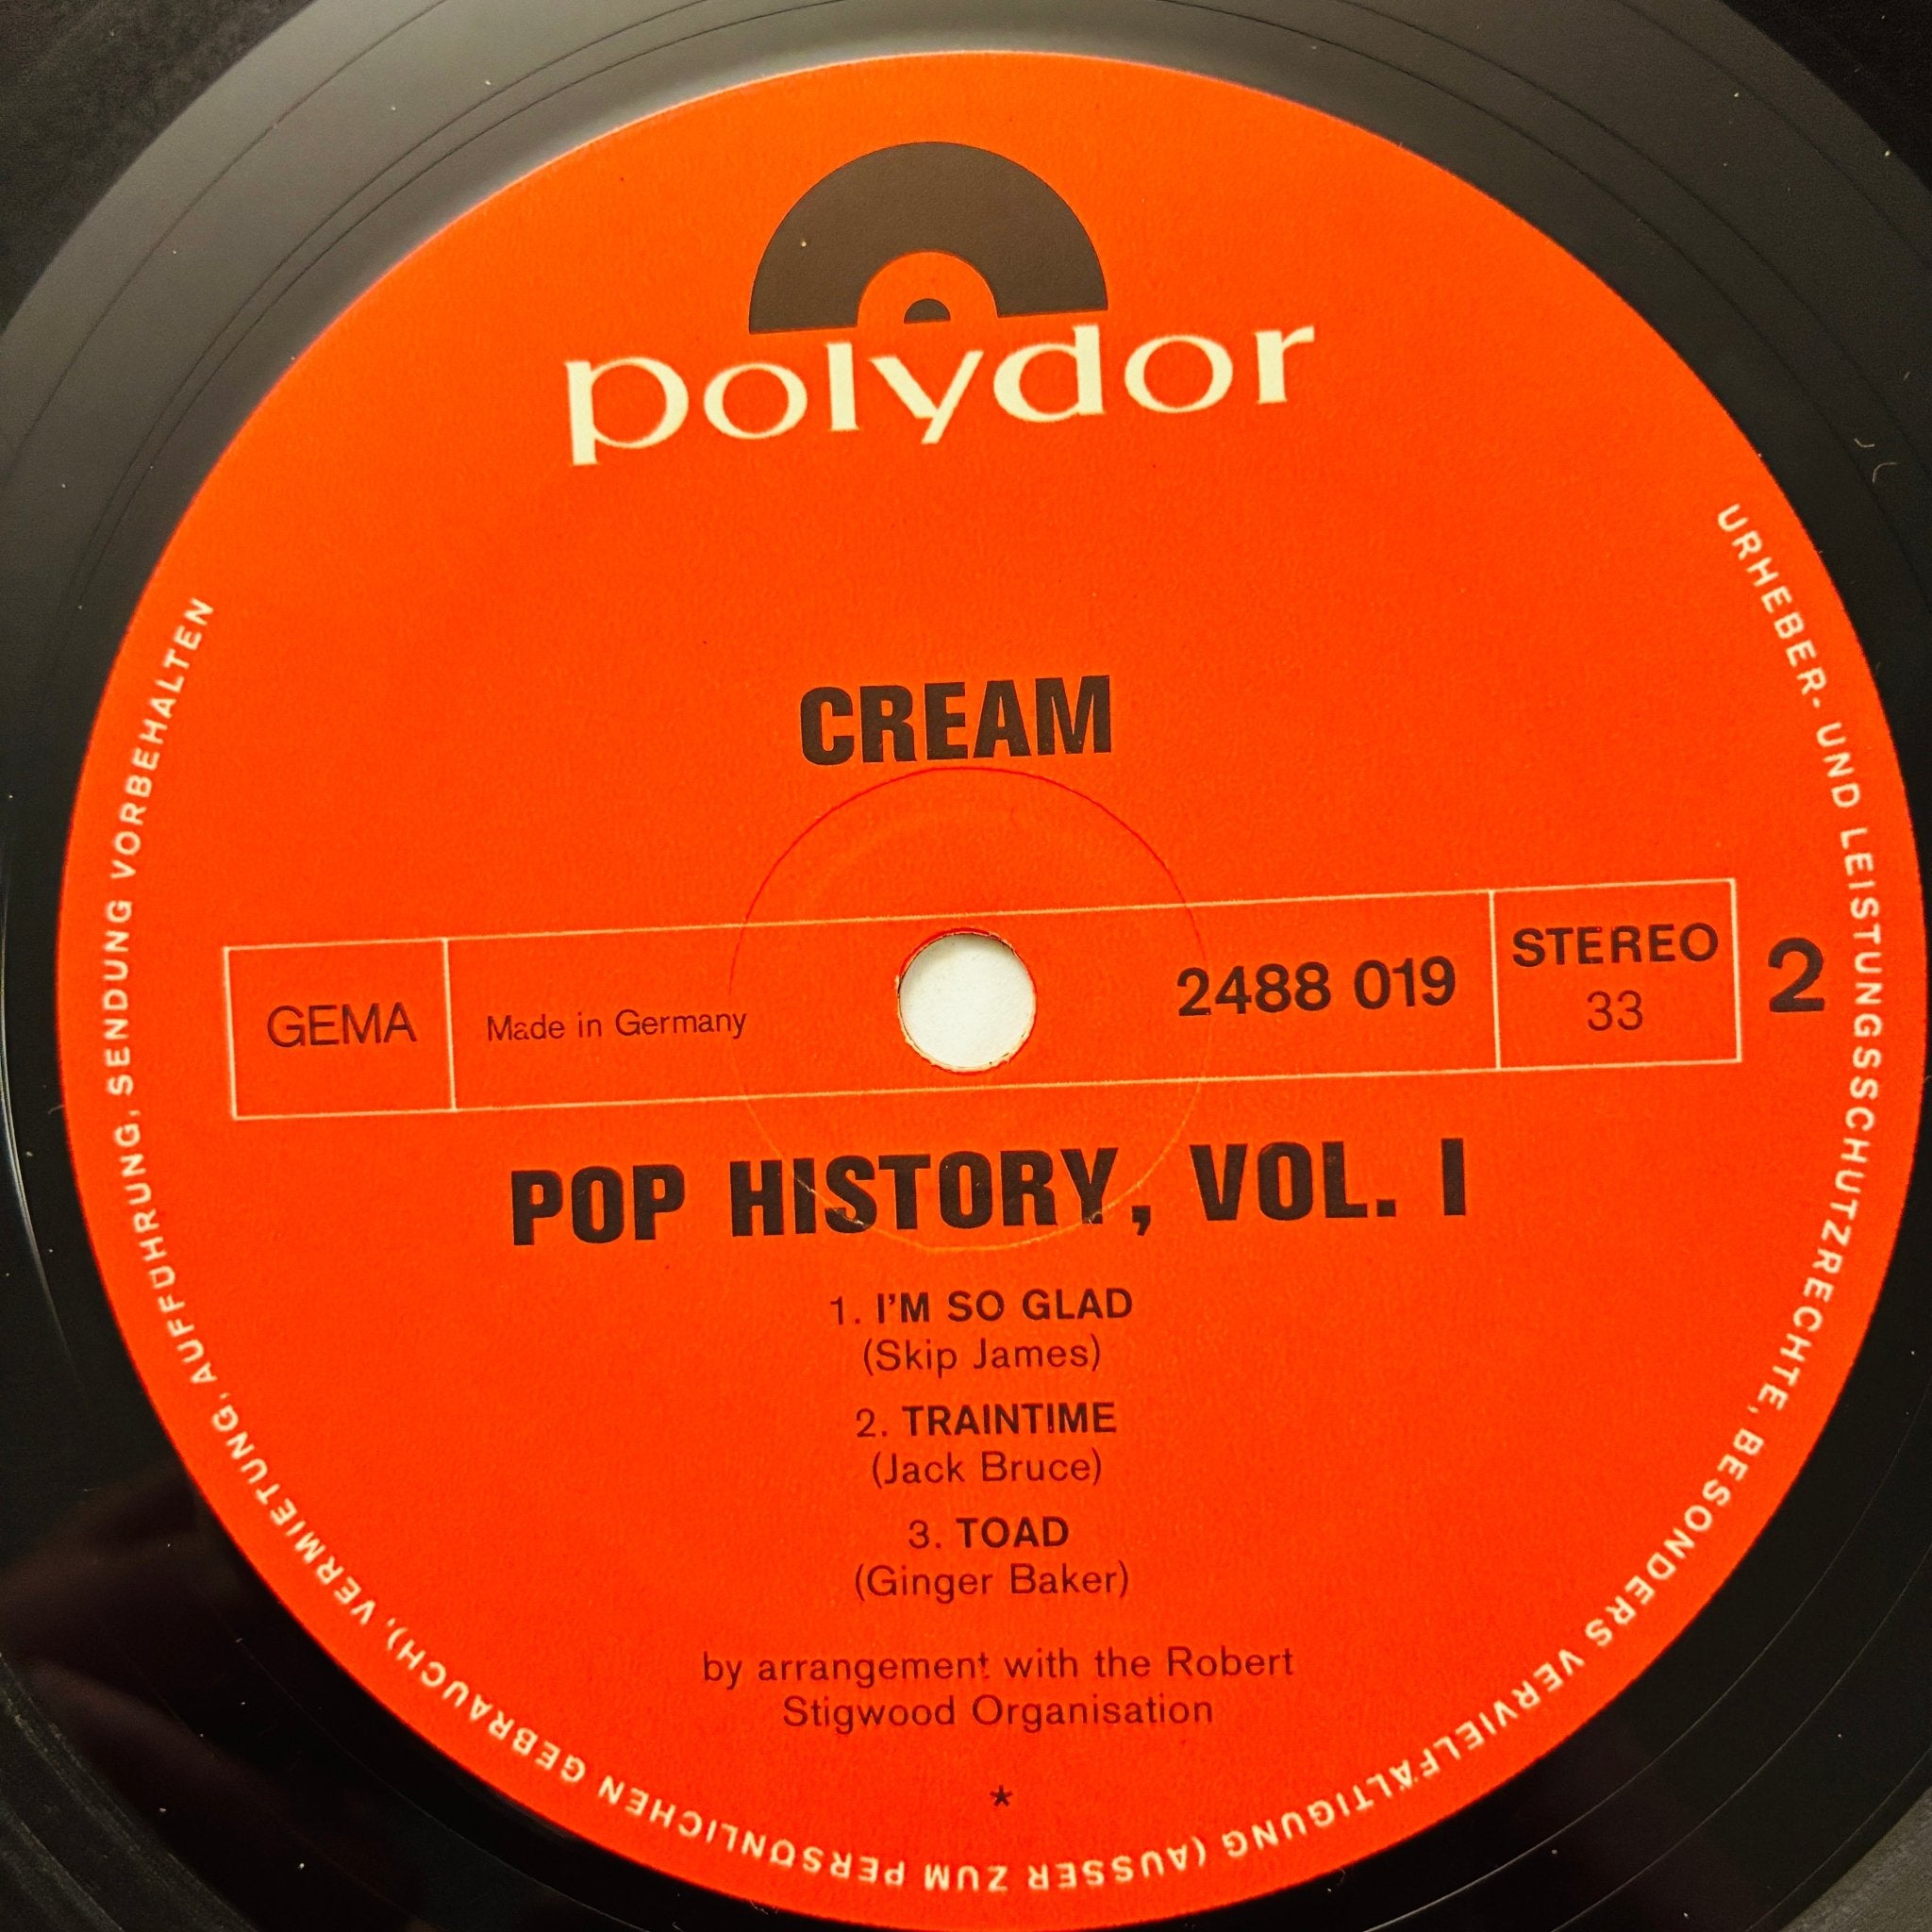 polydor
CREAM
GEMA
Made in Germany
2488 019
STEREO
33
2
POP HISTORY, VOL. I
1. I'M SO GLAD
(Skip James)
2. TRAINTIME
(Jack Bruce)
3. TOAD
(Ginger Baker)
by arrangement with the Robert
Stigwood Organisation
*
URHEBER- UND LEISTUNGSSCHUTZRECHTE, BESONDERS VERVIELFÄLTIGUNG (AUSSER ZUM PERSÖNLICHEN GEBRAUCH), VERMIETUNG, AUFFÜHRUNG, SENDUNG VORBEHALTEN